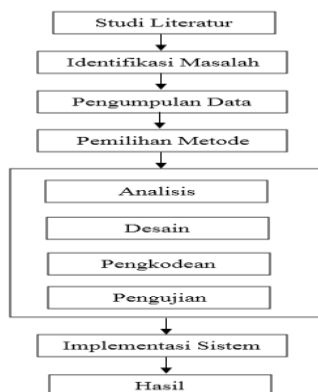 Studi Literatur
Identifikasi Masalah
Pengumpulan Data
Pemilihan Metode
Analisis
Desain
Pengkodean
Pengujian
Implementasi Sistem
Hasil